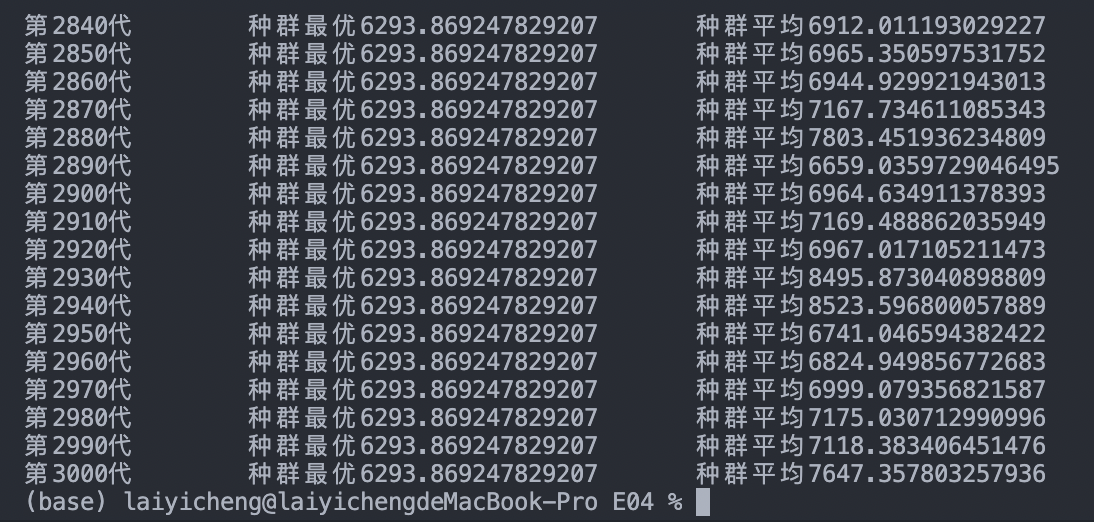 第2840代 种群最优6293.869247829207 种群平均6912.011193029227
第2850代 种群最优6293.869247829207 种群平均6965.350597531752
第2860代 种群最优6293.869247829207 种群平均6944.929921943013
第2870代 种群最优6293.869247829207 种群平均7167.734611085343
第2880代 种群最优6293.869247829207 种群平均7803.451936234809
第2890代 种群最优6293.869247829207 种群平均6659.0359729046495
第2900代 种群最优6293.869247829207 种群平均6964.634911378393
第2910代 种群最优6293.869247829207 种群平均7169.488862035949
第2920代 种群最优6293.869247829207 种群平均6967.017105211473
第2930代 种群最优6293.869247829207 种群平均8495.873040898809
第2940代 种群最优6293.869247829207 种群平均8523.596800057889
第2950代 种群最优6293.869247829207 种群平均6741.046594382422
第2960代 种群最优6293.869247829207 种群平均6824.949856772683
第2970代 种群最优6293.869247829207 种群平均6999.079356821587
第2980代 种群最优6293.869247829207 种群平均7175.030712990996
第2990代 种群最优6293.869247829207 种群平均7118.383406451476
第3000代 种群最优6293.869247829207 种群平均7647.357803257936
(base) laiyicheng@laiyichengdeMacBook-Pro E04 %